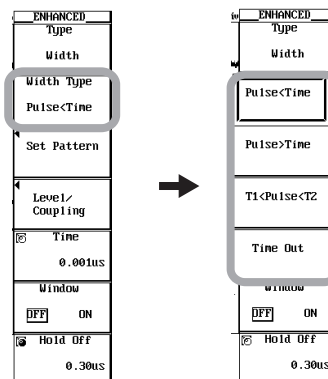 ENHANCED
Type
Width
Width Type
Pulse<Time
Set Pattern
Level/
Coupling
Time
0.001us
Window
OFF ON
Hold Off
0.30us
ENHANCED
Type
Width
Pulse<Time
Pulse>Time
T1<Pulse<T2
Time Out
Window
OFF ON
Hold Off
0.30us